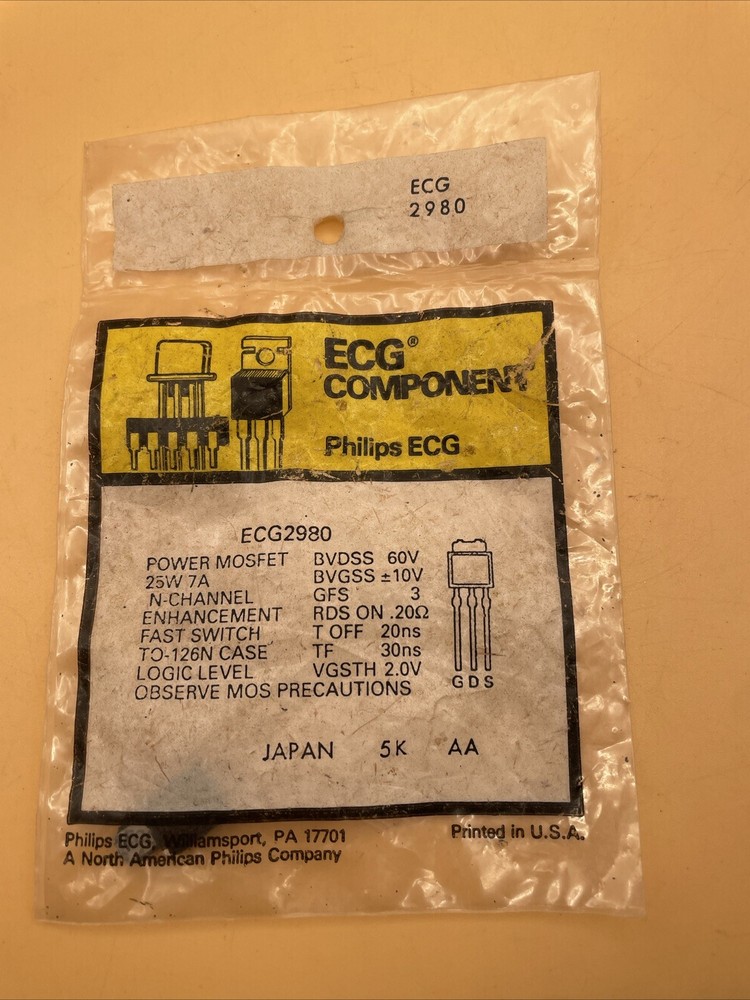 ECG
2980
ECG®
COMPONENT
Philips ECG
ECG2980
POWER MOSFET BVDSS 60V
25W 7A BVGSS ±10V
N-CHANNEL GFS 3
ENHANCEMENT RDS ON .20Ω
FAST SWITCH T OFF 20ns
TO-126N CASE TF 30ns
LOGIC LEVEL VGSTH 2.0V
OBSERVE MOS PRECAUTIONS
G D S
JAPAN 5K AA
Philips ECG, Williamsport, PA 17701
A North American Philips Company
Printed in U.S.A.